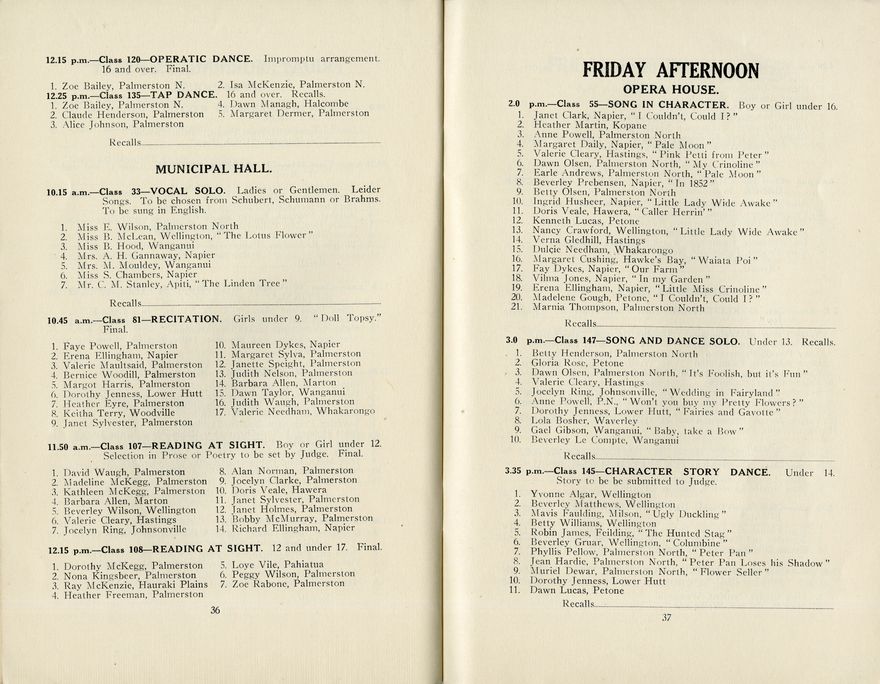 12.15 p.m.—Class 120—OPERATIC DANCE. Impromptu arrangement.
16 and over. Final.
1. Zoe Bailey, Palmerston N. 2. Isa McKenzie, Palmerston N.
12.25 p.m.—Class 135—TAP DANCE. 16 and over. Recalls.
1. Zoe Bailey, Palmerston N. 4. Dawn Managh, Halcombe
2. Claude Henderson, Palmerston 5. Margaret Dermer, Palmerston
3. Alice Johnson, Palmerston
Recalls
MUNICIPAL HALL.
10.15 a.m.—Class 33—VOCAL SOLO. Ladies or Gentlemen. Leider
Songs. To be chosen from Schubert, Schumann or Brahms.
To be sung in English.
1. Miss E. Wilson, Palmerston North
2. Miss B. McLean, Wellington, "The Lotus Flower"
3. Miss B. Hood, Wanganui
4. Mrs. A. H. Gannaway, Napier
5. Mrs. M. Mouldey, Wanganui
6. Miss S. Chambers, Napier
7. Mr. C. M. Stanley, Apiti, "The Linden Tree"
Recalls
10.45 a.m.—Class 81—RECITATION. Girls under 9. "Doll Topsy."
Final.
1. Faye Powell, Palmerston 10. Maureen Dykes, Napier
2. Erena Ellingham, Napier 11. Margaret Sylva, Palmerston
3. Valerie Maultsaid, Palmerston 12. Janette Speight, Palmerston
4. Bernice Woodill, Palmerston 13. Judith Nelson, Palmerston
5. Margot Harris, Palmerston 14. Barbara Allen, Marton
6. Dorothy Jenness, Lower Hutt 15. Dawn Taylor, Wanganui
7. Heather Eyre, Palmerston 16. Judith Waugh, Palmerston
8. Keitha Terry, Woodville 17. Valerie Needham, Whakarongo
9. Janet Sylvester, Palmerston
11.50 a.m.—Class 107—READING AT SIGHT. Boy or Girl under 12.
Selection in Prose or Poetry to be set by Judge. Final.
1. David Waugh, Palmerston 8. Alan Norman, Palmerston
2. Madeline McKegg, Palmerston 9. Jocelyn Clarke, Palmerston
3. Kathleen McKegg, Palmerston 10. Doris Veale, Hawera
4. Barbara Allen, Marton 11. Janet Sylvester, Palmerston
5. Beverley Wilson, Wellington 12. Janet Holmes, Palmerston
6. Valerie Cleary, Hastings 13. Bobby McMurray, Palmerston
7. Jocelyn Ring, Johnsonville 14. Richard Ellingham, Napier
12.15 p.m.—Class 108—READING AT SIGHT. 12 and under 17. Final.
1. Dorothy McKegg, Palmerston 5. Loye Vile, Pahiatua
2. Nona Kingsbeer, Palmerston 6. Peggy Wilson, Palmerston
3. Ray McKenzie, Hauraki Plains 7. Zoe Rabone, Palmerston
4. Heather Freeman, Palmerston
36
FRIDAY AFTERNOON
OPERA HOUSE.
2.0 p.m.—Class 55—SONG IN CHARACTER. Boy or Girl under 16.
1. Janet Clark, Napier, "I Couldn't, Could I?"
2. Heather Martin, Kopane
3. Anne Powell, Palmerston North
4. Margaret Daily, Napier, "Pale Moon"
5. Valerie Cleary, Hastings, "Pink Petti from Peter"
6. Dawn Olsen, Palmerston North, "My Crinoline"
7. Earle Andrews, Palmerston North, "Pale Moon"
8. Beverley Prebensen, Napier, "In 1852"
9. Betty Olsen, Palmerston North
10. Ingrid Husheer, Napier, "Little Lady Wide Awake"
11. Doris Veale, Hawera, "Caller Herrin'"
12. Kenneth Lucas, Petone
13. Nancy Crawford, Wellington, "Little Lady Wide Awake"
14. Verna Gledhill, Hastings
15. Dulcie Needham, Whakarongo
16. Margaret Cushing, Hawke's Bay, "Waiata Poi"
17. Fay Dykes, Napier, "Our Farm"
18. Vilma Jones, Napier, "In my Garden"
19. Erena Ellingham, Napier, "Little Miss Crinoline"
20. Madelene Gough, Petone, "I Couldn't, Could I?"
21. Marnia Thompson, Palmerston North
Recalls
3.0 p.m.—Class 147—SONG AND DANCE SOLO. Under 13. Recalls.
1. Betty Henderson, Palmerston North
2. Gloria Rose, Petone
3. Dawn Olsen, Palmerston North, "It's Foolish, but it's Fun"
4. Valerie Cleary, Hastings
5. Jocelyn Ring, Johnsonville, "Wedding in Fairyland"
6. Anne Powell, P.N., "Won't you buy my Pretty Flowers?"
7. Dorothy Jenness, Lower Hutt, "Fairies and Gavotte"
8. Lola Bosher, Waverley
9. Gael Gibson, Wanganui, "Baby, take a Bow"
10. Beverley Le Compte, Wanganui
Recalls
3.35 p.m.—Class 145—CHARACTER STORY DANCE. Under 14.
Story to be be submitted to Judge.
1. Yvonne Algar, Wellington
2. Beverley Matthews, Wellington
3. Mavis Faulding, Milson, "Ugly Duckling"
4. Betty Williams, Wellington
5. Robin James, Feilding, "The Hunted Stag"
6. Beverley Gruar, Wellington, "Columbine"
7. Phyllis Pellow, Palmerston North, "Peter Pan"
8. Jean Hardie, Palmerston North, "Peter Pan Loses his Shadow"
9. Muriel Dewar, Palmerston North, "Flower Seller"
10. Dorothy Jenness, Lower Hutt
11. Dawn Lucas, Petone
Recalls
37